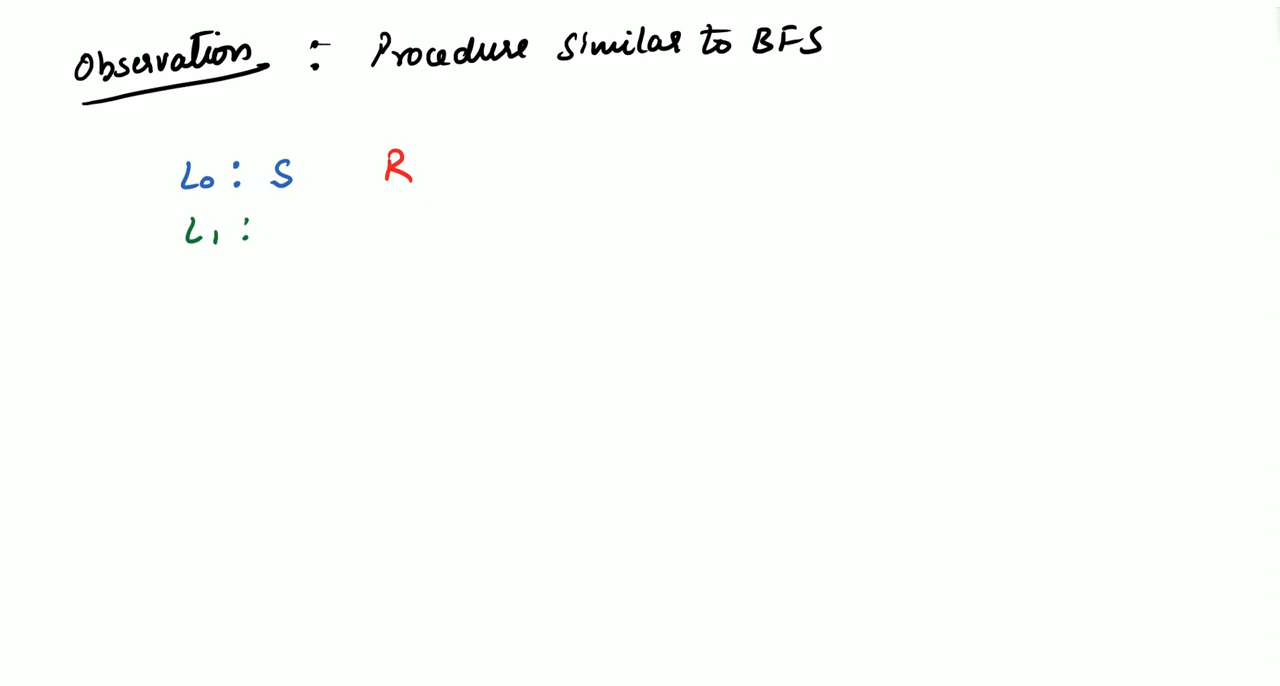 Observation : Procedure similar to BFS
L₀ : S R
L₁ :